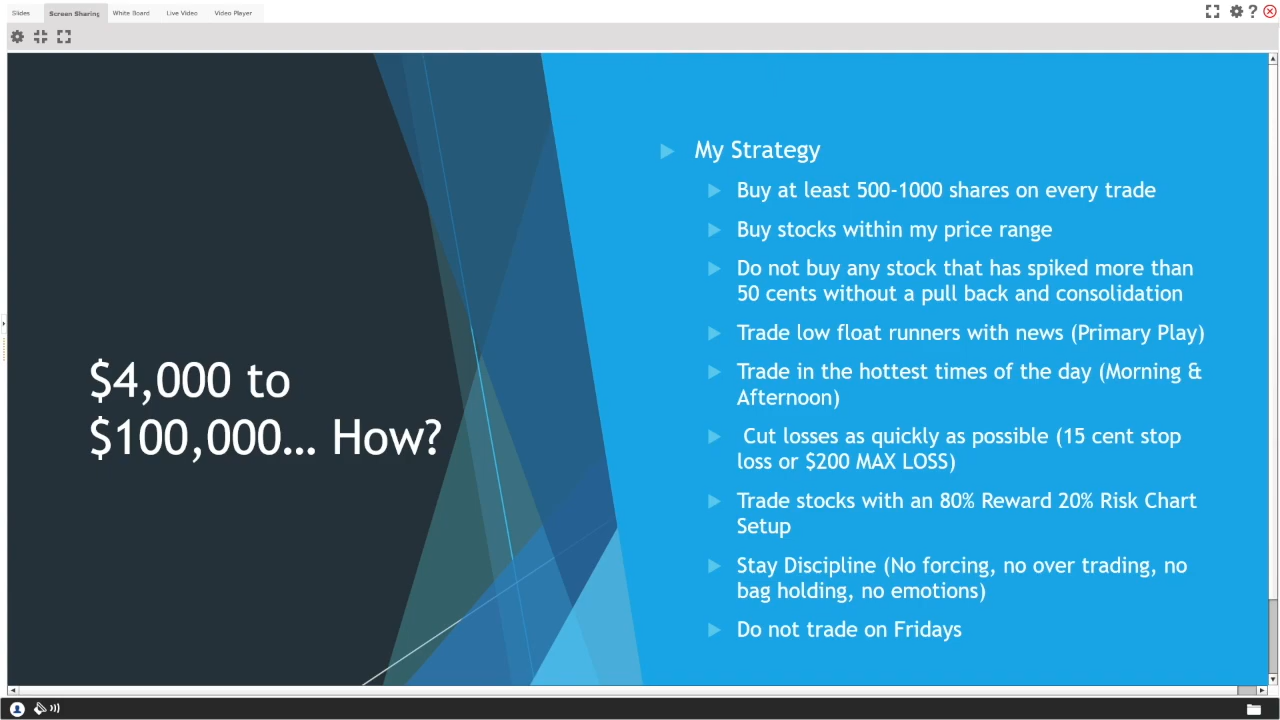 Slides
Screen Sharing
White Board
Live Video
Video Player
$4,000 to
$100,000... How?
My Strategy
Buy at least 500-1000 shares on every trade
Buy stocks within my price range
Do not buy any stock that has spiked more than
50 cents without a pull back and consolidation
Trade low float runners with news (Primary Play)
Trade in the hottest times of the day (Morning &
Afternoon)
Cut losses as quickly as possible (15 cent stop
loss or $200 MAX LOSS)
Trade stocks with an 80% Reward 20% Risk Chart
Setup
Stay Discipline (No forcing, no over trading, no
bag holding, no emotions)
Do not trade on Fridays